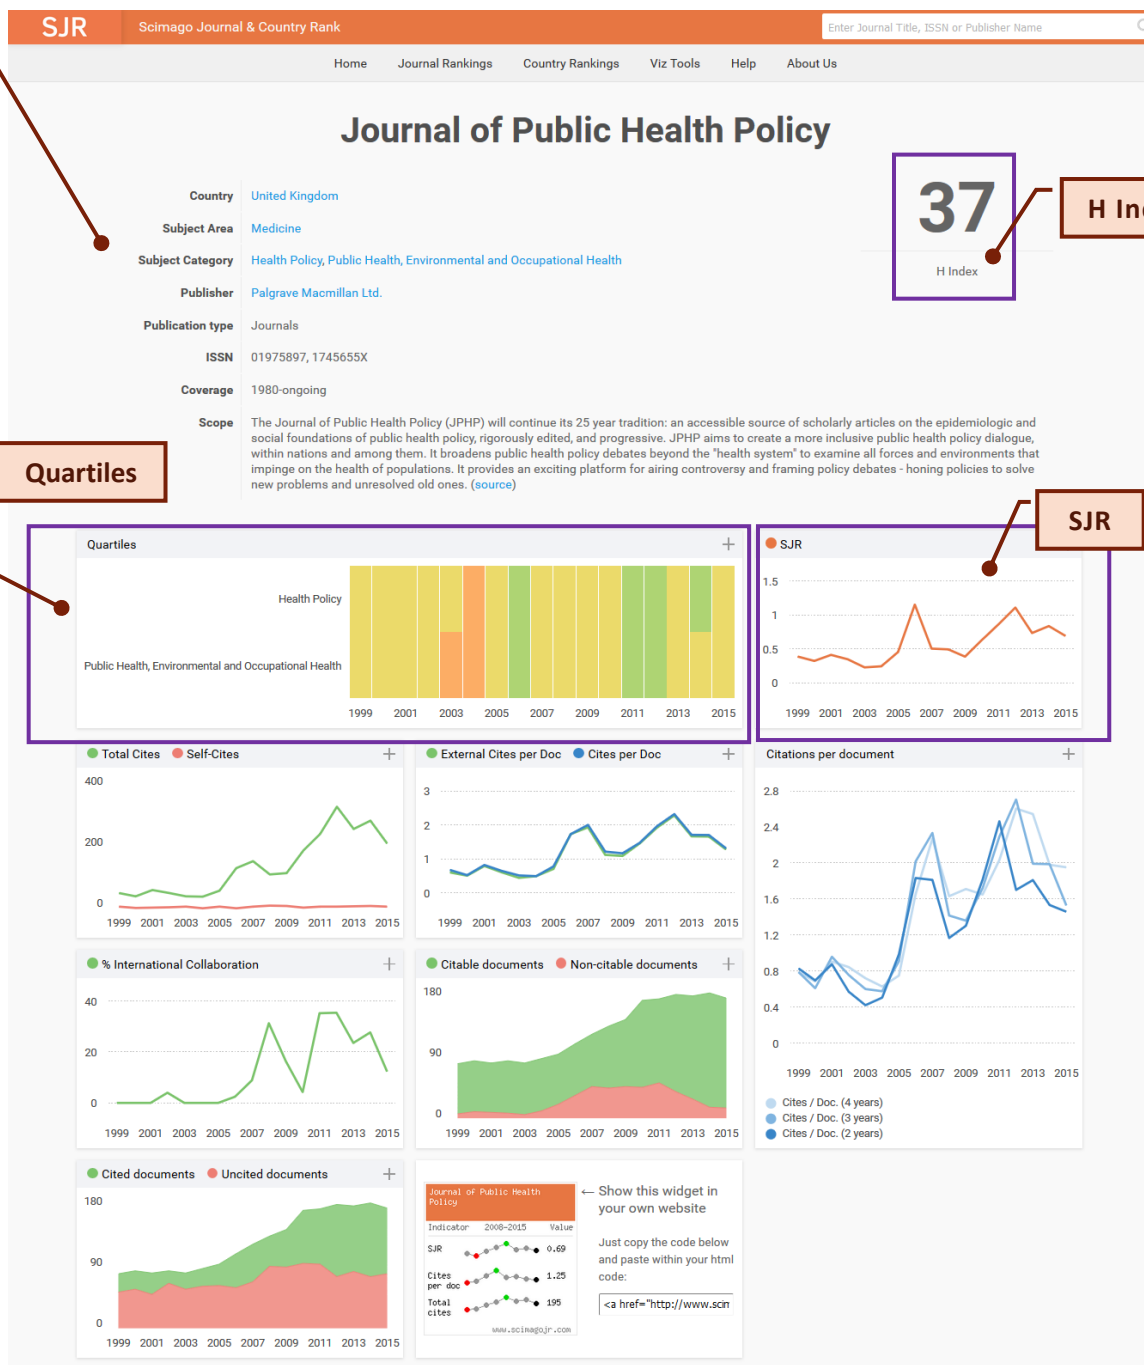 SJR
Scimago Journal & Country Rank
Enter Journal Title, ISSN or Publisher Name
Home Journal Rankings Country Rankings Viz Tools Help About Us
Journal of Public Health Policy
37
H Index
Country United Kingdom
Subject Area Medicine
Subject Category Health Policy, Public Health, Environmental and Occupational Health
Publisher Palgrave Macmillan Ltd.
Publication type Journals
ISSN 01975897, 1745655X
Coverage 1980-ongoing
Scope The Journal of Public Health Policy (JPHP) will continue its 25 year tradition: an accessible source of scholarly articles on the epidemiologic and
social foundations of public health policy, rigorously edited, and progressive. JPHP aims to create a more inclusive public health policy dialogue,
within nations and among them. It broadens public health policy debates beyond the "health system" to examine all forces and environments that
impinge on the health of populations. It provides an exciting platform for airing controversy and framing policy debates - honing policies to solve
new problems and unresolved old ones. (source)
H In
Quartiles
SJR
Quartiles
Health Policy
Public Health, Environmental and Occupational Health
1999 2001 2003 2005 2007 2009 2011 2013 2015
SJR
1.5
1
0.5
0
1999 2001 2003 2005 2007 2009 2011 2013 2015
Total Cites Self-Cites
400
200
0
1999 2001 2003 2005 2007 2009 2011 2013 2015
External Cites per Doc Cites per Doc
3
2
1
0
1999 2001 2003 2005 2007 2009 2011 2013 2015
Citations per document
2.8
2.4
2
1.6
1.2
0.8
0.4
0
1999 2001 2003 2005 2007 2009 2011 2013 2015
Cites / Doc. (4 years)
Cites / Doc. (3 years)
Cites / Doc. (2 years)
% International Collaboration
40
20
0
1999 2001 2003 2005 2007 2009 2011 2013 2015
Citable documents Non-citable documents
180
90
0
1999 2001 2003 2005 2007 2009 2011 2013 2015
Cited documents Uncited documents
180
90
0
1999 2001 2003 2005 2007 2009 2011 2013 2015
Journal of Public Health
Policy
Indicator 2008-2015 Value
SJR 0.69
Cites
per doc 1.25
Total
cites 195
www.scimagojr.com
← Show this widget in
your own website
Just copy the code below
and paste within your html
code:
<a href="http://www.scim